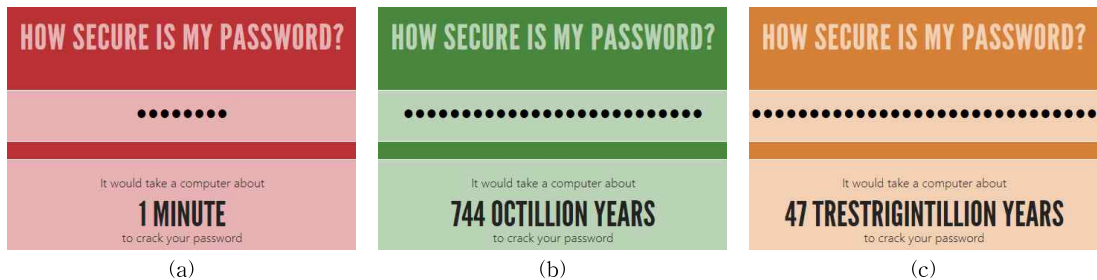 HOW SECURE IS MY PASSWORD?
••••••••
It would take a computer about
1 MINUTE
to crack your password
(a)
HOW SECURE IS MY PASSWORD?
•••••••••••••••••••••••••
It would take a computer about
744 OCTILLION YEARS
to crack your password
(b)
HOW SECURE IS MY PASSWORD?
•••••••••••••••••••••••••••••
It would take a computer about
47 TRESTRIGINTILLION YEARS
to crack your password
(c)